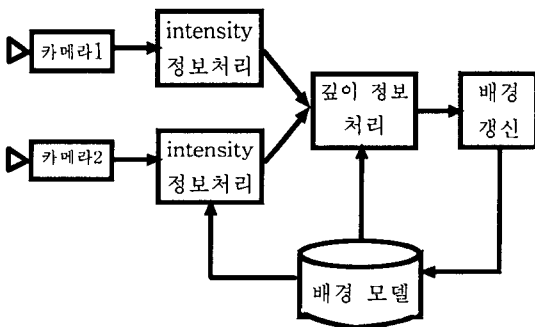 카메라1
intensity
정보처리
카메라2
intensity
정보처리
깊이 정보
처리
배경
갱신
배경 모델